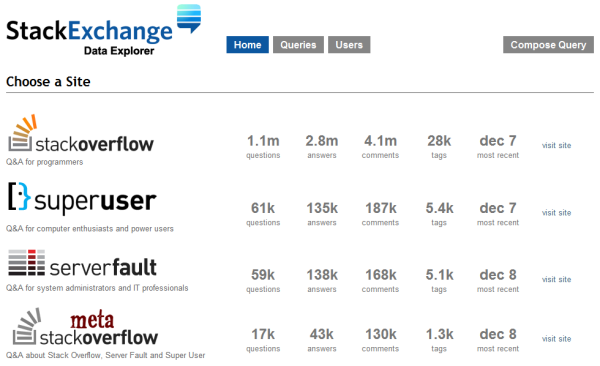 StackExchange
Data Explorer
Home Queries Users Compose Query
Choose a Site
stackoverflow
Q&A for programmers
1.1m 2.8m 4.1m 28k dec 7
questions answers comments tags most recent visit site
superuser
Q&A for computer enthusiasts and power users
61k 135k 187k 5.4k dec 7
questions answers comments tags most recent visit site
serverfault
Q&A for system administrators and IT professionals
59k 138k 168k 5.1k dec 8
questions answers comments tags most recent visit site
meta
stackoverflow
Q&A about Stack Overflow, Server Fault and Super User
17k 43k 130k 1.3k dec 8
questions answers comments tags most recent visit site